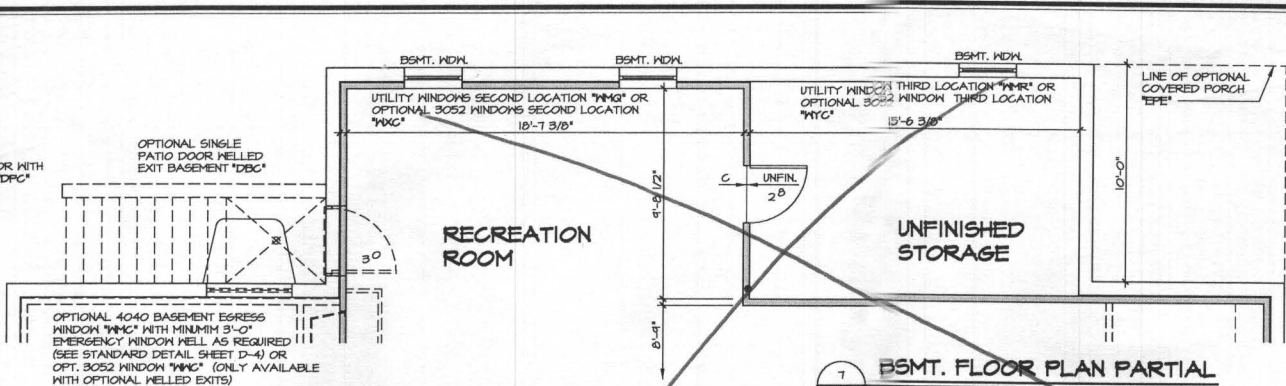 BSMT. WDW.
BSMT. WDW.
BSMT. WDW.
UTILITY WINDOWS SECOND LOCATION "WMQ" OR
OPTIONAL 3052 WINDOWS SECOND LOCATION
"WXC"
18'-7 3/8"
UTILITY WINDOW THIRD LOCATION "WMR" OR
OPTIONAL 3052 WINDOW THIRD LOCATION
"WYC"
15'-6 3/8"
LINE OF OPTIONAL
COVERED PORCH
"EPE"
OR WITH
DPC"
OPTIONAL SINGLE
PATIO DOOR WELLED
EXIT BASEMENT "DBC"
C
UNFIN.
2 8
9'-8 1/2"
10'-0"
3 0
RECREATION
ROOM
UNFINISHED
STORAGE
OPTIONAL 4040 BASEMENT EGRESS
WINDOW "WMC" WITH MINUMIM 3'-0"
EMERGENCY WINDOW WELL AS REQUIRED
(SEE STANDARD DETAIL SHEET D-4) OR
OPT. 3052 WINDOW "WWC" (ONLY AVAILABLE
WITH OPTIONAL WELLED EXITS)
8'-9"
7
BSMT. FLOOR PLAN PARTIAL